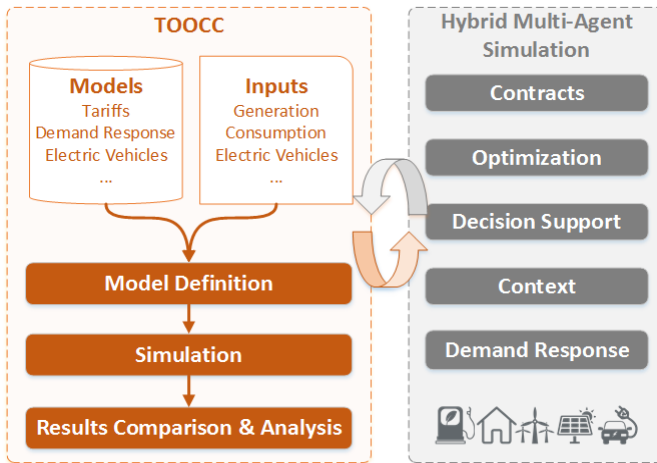 TOOCC
Models
Tariffs
Demand Response
Electric Vehicles
...
Inputs
Generation
Consumption
Electric Vehicles
...
Model Definition
Simulation
Results Comparison & Analysis
Hybrid Multi-Agent
Simulation
Contracts
Optimization
Decision Support
Context
Demand Response